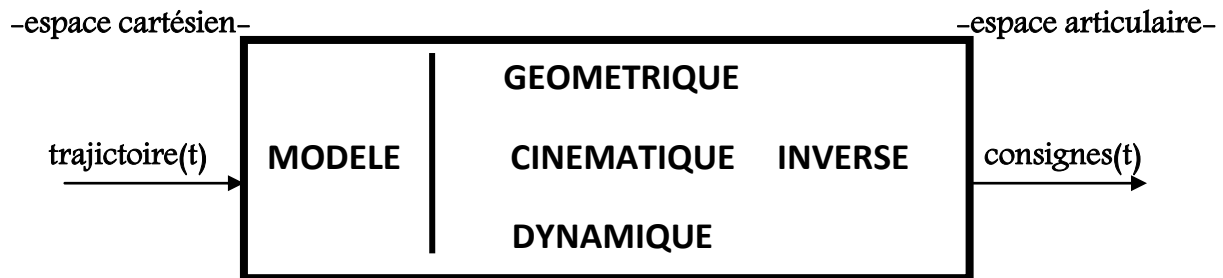 -espace cartésien-
-espace articulaire-
GEOMETRIQUE
trajictoire(t) MODELE CINEMATIQUE INVERSE consignes(t)
DYNAMIQUE